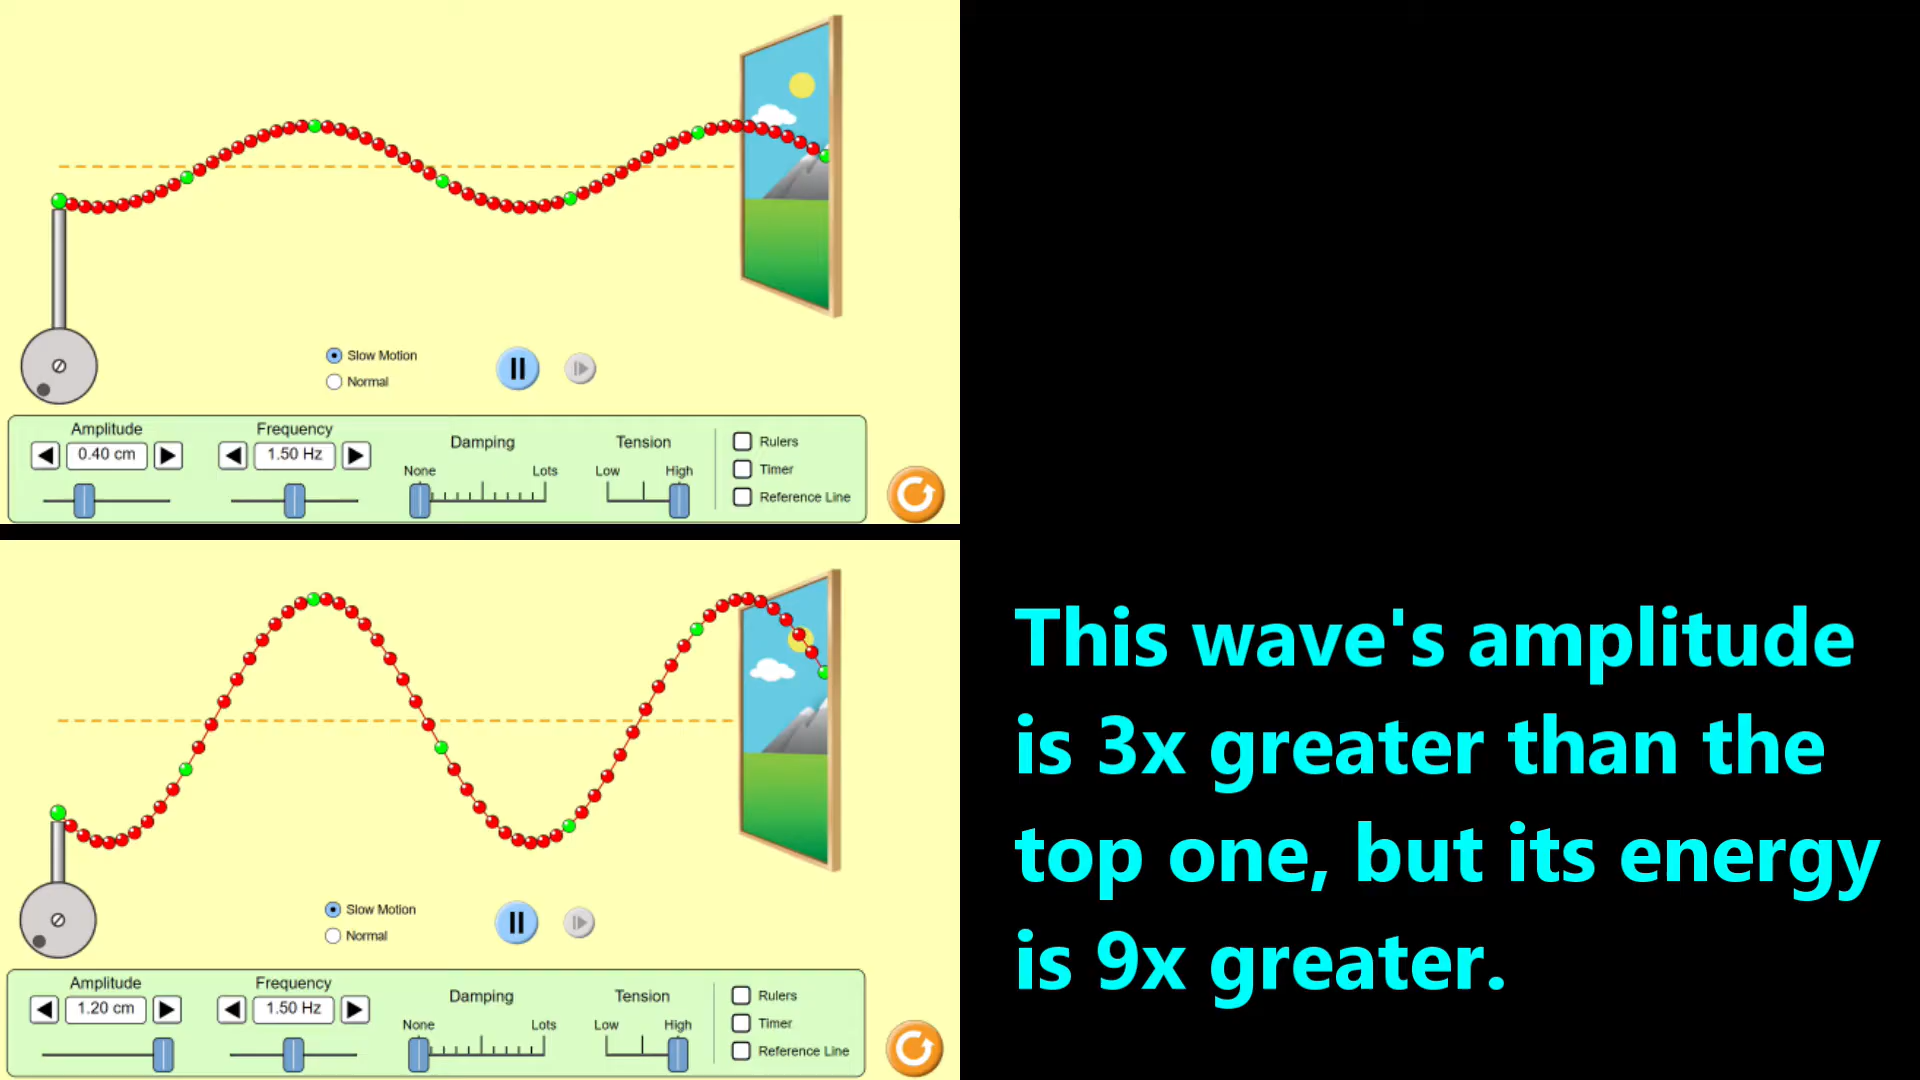 Slow Motion
Normal
Amplitude
0.40 cm
Frequency
1.50 Hz
Damping
None Lots
Tension
Low High
Rulers
Timer
Reference Line
Slow Motion
Normal
Amplitude
1.20 cm
Frequency
1.50 Hz
Damping
None Lots
Tension
Low High
Rulers
Timer
Reference Line
This wave's amplitude
is 3x greater than the
top one, but its energy
is 9x greater.